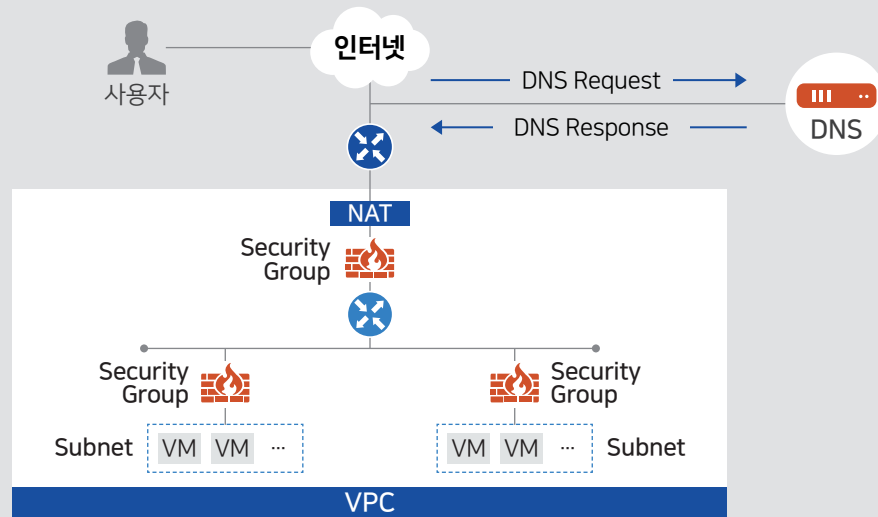 인터넷
사용자
DNS Request
DNS Response
DNS
NAT
Security
Group
Security
Group
Security
Group
Subnet
VM VM ...
VM VM ...
Subnet
VPC